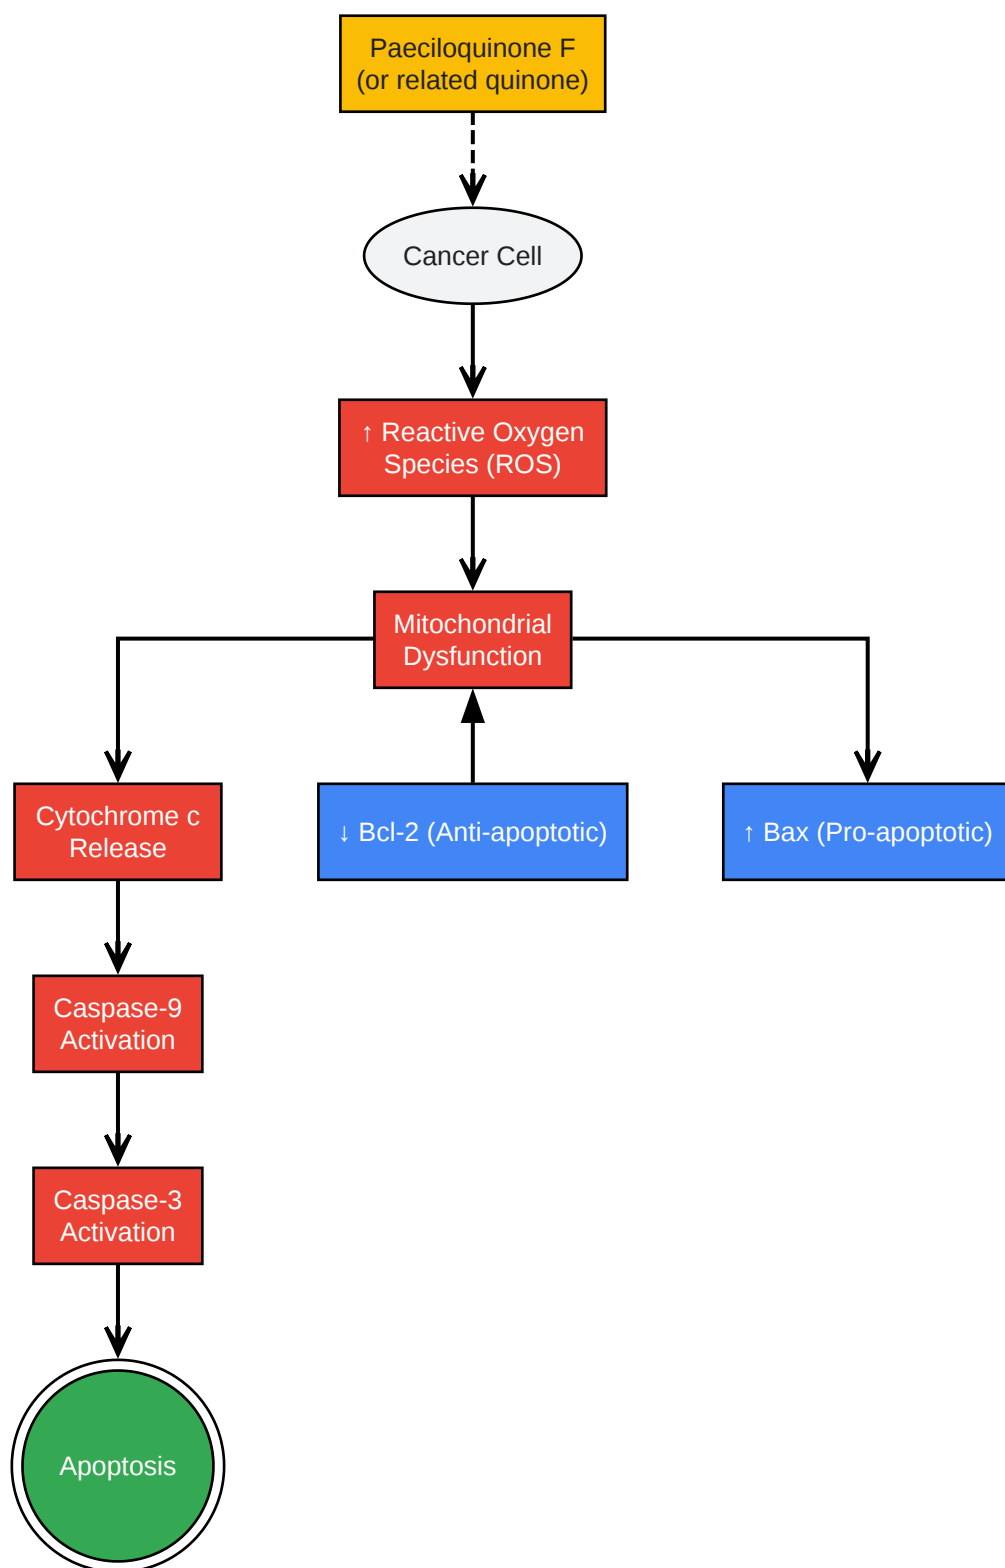 Paeciloquinone F
(or related quinone)
Cancer Cell
↑ Reactive Oxygen
Species (ROS)
Mitochondrial
Dysfunction
Cytochrome c
Release
↓ Bcl-2 (Anti-apoptotic)
↑ Bax (Pro-apoptotic)
Caspase-9
Activation
Caspase-3
Activation
Apoptosis